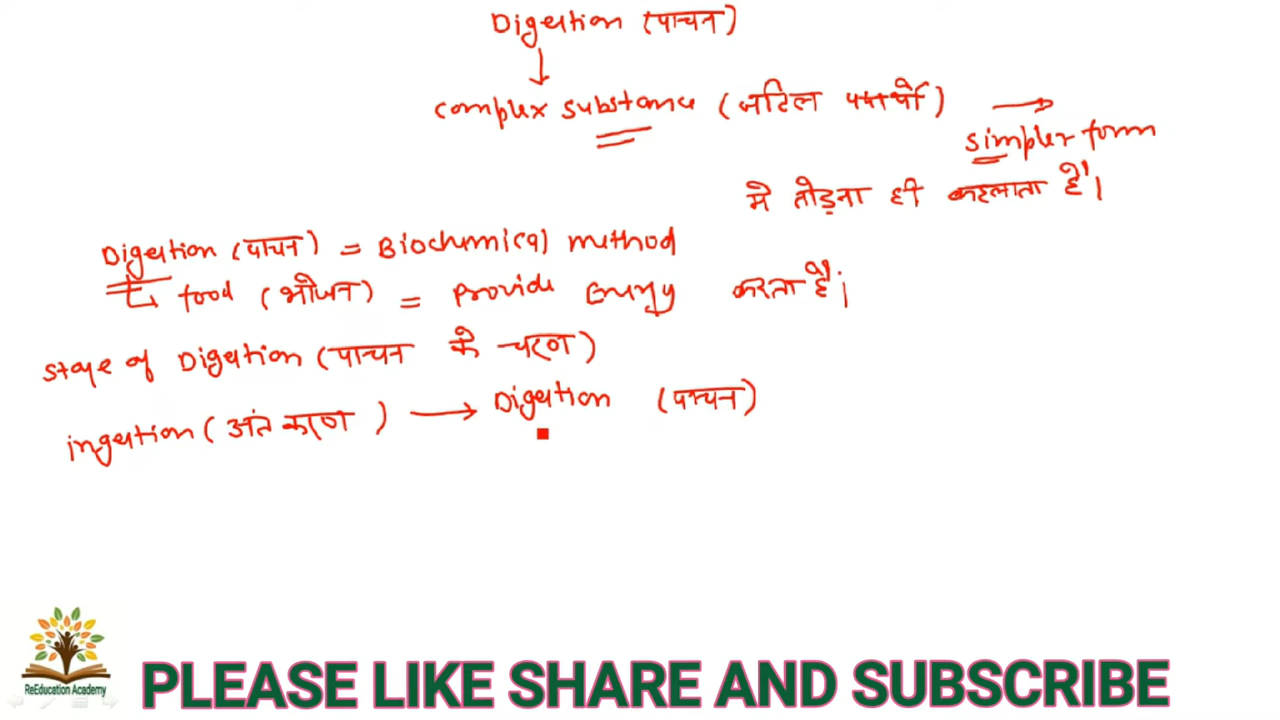 Digestion (पाचन)
complex substance (जटिल पदार्थो)
simpler form
मे तोड़ना ही कहलाता है।
Digestion (पाचन) = Biochemical method
food (भोजन) = Provide Energy करता है।
stage of Digestion (पाचन के चरण)
ingestion (अंत करण) → Digestion (पाचन)
ReEducation Academy
PLEASE LIKE SHARE AND SUBSCRIBE